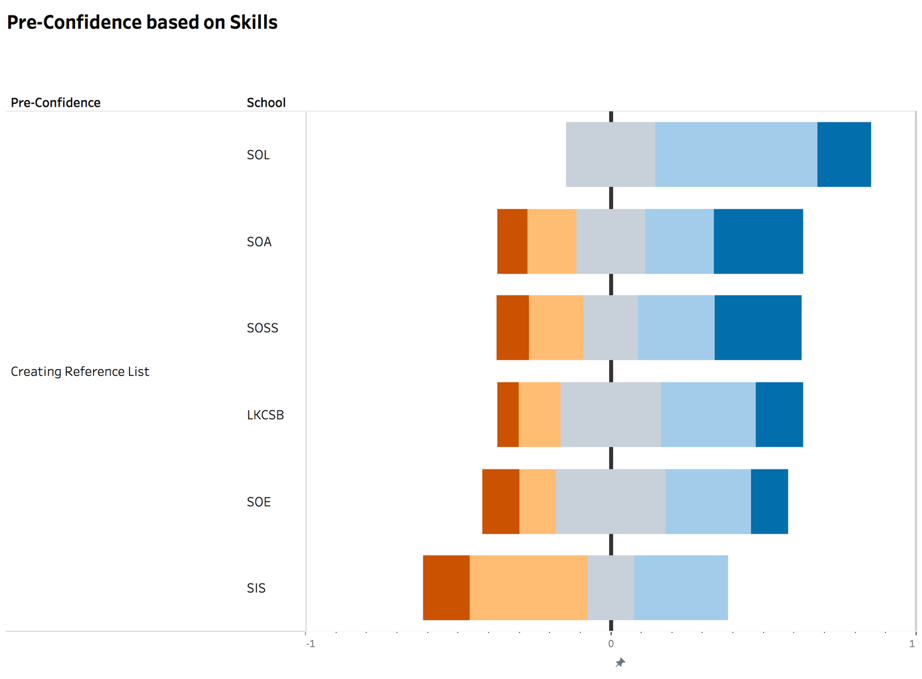 Pre-Confidence based on Skills
Pre-Confidence School
SOL
SOA
SOSS
Creating Reference List
LKCSB
SOE
SIS
-1 0 1